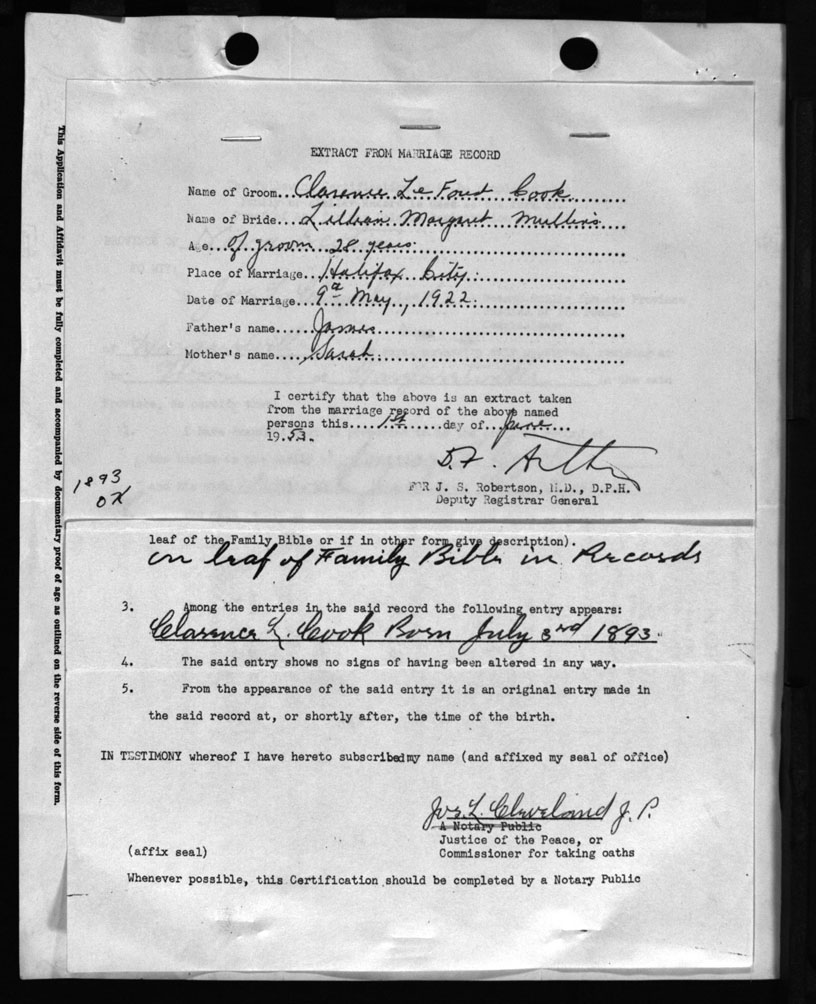 EXTRACT FROM MARRIAGE RECORD
Name of Groom...Clarence Le Foud Cook
Name of Bride...Lillian Margaret Mullins
Age...of groom 28 years
Place of Marriage...Halifax City.
Date of Marriage...9th May, 1922.
Father's name.....James
Mother's name.....Sarah
I certify that the above is an extract taken
from the marriage record of the above named
persons this.....1st......day of...June...
19.53.
D.F.
FOR J. S. Robertson, M.D., D.P.H.
Deputy Registrar General
1893
OK
leaf of the Family Bible or if in other form give description).
on leaf of Family Bible in Records
3. Among the entries in the said record the following entry appears:
Clarence L. Cook Born July 3rd 1893.
4. The said entry shows no signs of having been altered in any way.
5. From the appearance of the said entry it is an original entry made in
the said record at, or shortly after, the time of the birth.
IN TESTIMONY whereof I have hereto subscribed my name (and affixed my seal of office)
Jos. L. Cleveland J. P.
A Notary Public
Justice of the Peace, or
(affix seal) Commissioner for taking oaths
Whenever possible, this Certification should be completed by a Notary Public
This Application and Affidavit must be fully completed and accompanied by documentary proof of age as outlined on the reverse side of this form.